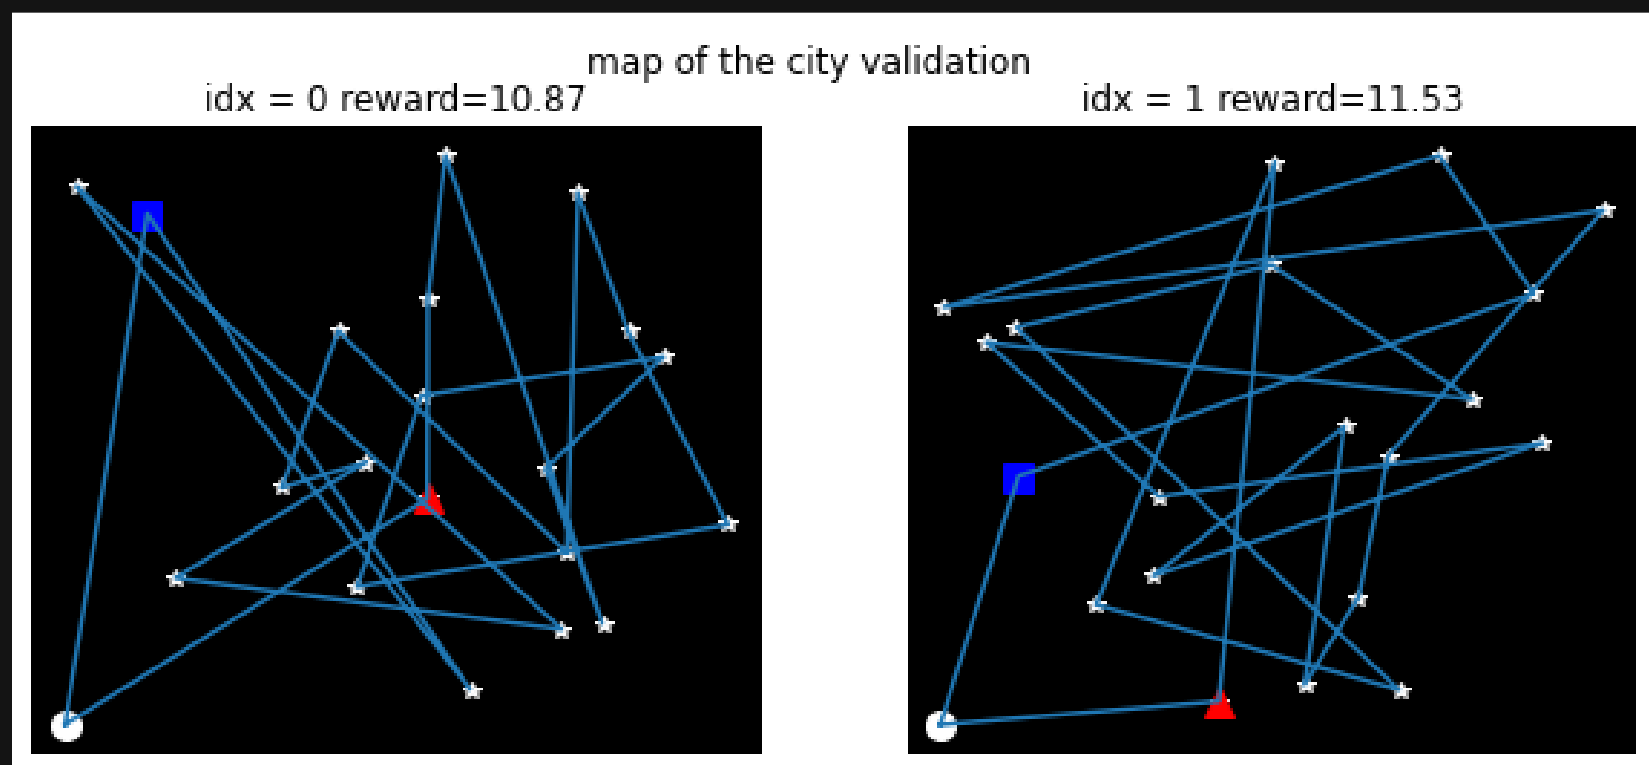 map of the city validation
idx = 0 reward=10.87
idx = 1 reward=11.53